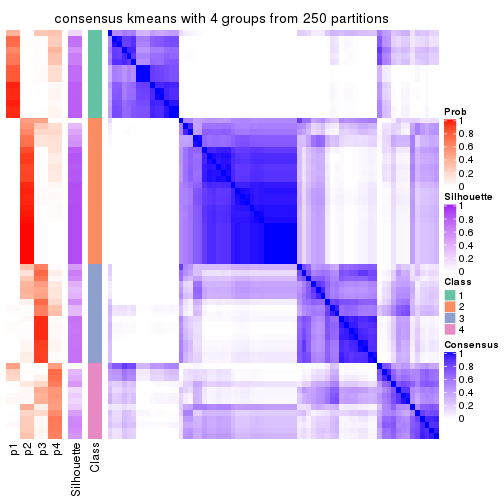 consensus kmeans with 4 groups from 250 partitions
Prob
1
0.8
0.6
0.4
0.2
0
Silhouette
1
0.8
0.6
0.4
0.2
0
Class
1
2
3
4
Consensus
1
0.8
0.6
0.4
0.2
0
p1
p2
p3
p4
Silhouette
Class